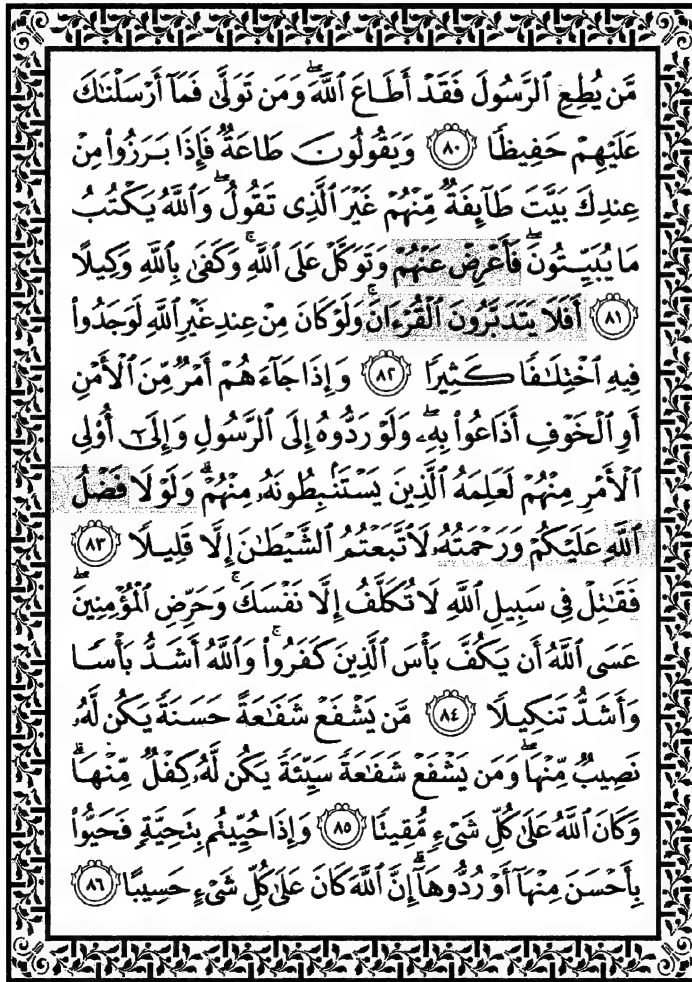 مَّن يُطِعِ ٱلرَّسُولَ فَقَدْ أَطَاعَ ٱللَّهَ ۖ وَمَن تَوَلَّىٰ فَمَآ أَرْسَلْنَٰكَ
عَلَيْهِمْ حَفِيظًا ٨٠ وَيَقُولُونَ طَاعَةٌ ۖ فَإِذَا بَرَزُوا۟ مِنْ
عِندِكَ بَيَّتَ طَآئِفَةٌ مِّنْهُمْ غَيْرَ ٱلَّذِى تَقُولُ ۖ وَٱللَّهُ يَكْتُبُ
مَا يُبَيِّتُونَ ۖ فَأَعْرِضْ عَنْهُمْ وَتَوَكَّلْ عَلَى ٱللَّهِ ۚ وَكَفَىٰ بِٱللَّهِ وَكِيلًا
٨١ أَفَلَا يَتَدَبَّرُونَ ٱلْقُرْءَانَ ۚ وَلَوْ كَانَ مِنْ عِندِ غَيْرِ ٱللَّهِ لَوَجَدُوا۟
فِيهِ ٱخْتِلَٰفًا كَثِيرًا ٨٢ وَإِذَا جَآءَهُمْ أَمْرٌ مِّنَ ٱلْأَمْنِ
أَوِ ٱلْخَوْفِ أَذَاعُوا۟ بِهِۦ ۖ وَلَوْ رَدُّوهُ إِلَى ٱلرَّسُولِ وَإِلَىٰٓ أُو۟لِى
ٱلْأَمْرِ مِنْهُمْ لَعَلِمَهُ ٱلَّذِينَ يَسْتَنۢبِطُونَهُۥ مِنْهُمْ ۗ وَلَوْلَا فَضْلُ
ٱللَّهِ عَلَيْكُمْ وَرَحْمَتُهُۥ لَٱتَّبَعْتُمُ ٱلشَّيْطَٰنَ إِلَّا قَلِيلًا ٨٣
فَقَٰتِلْ فِى سَبِيلِ ٱللَّهِ لَا تُكَلَّفُ إِلَّا نَفْسَكَ ۚ وَحَرِّضِ ٱلْمُؤْمِنِينَ ۖ
عَسَى ٱللَّهُ أَن يَكُفَّ بَأْسَ ٱلَّذِينَ كَفَرُوا۟ ۚ وَٱللَّهُ أَشَدُّ بَأْسًا
وَأَشَدُّ تَنكِيلًا ٨٤ مَّن يَشْفَعْ شَفَٰعَةً حَسَنَةً يَكُن لَّهُۥ
نَصِيبٌ مِّنْهَا ۖ وَمَن يَشْفَعْ شَفَٰعَةً سَيِّئَةً يَكُن لَّهُۥ كِفْلٌ مِّنْهَا ۗ
وَكَانَ ٱللَّهُ عَلَىٰ كُلِّ شَىْءٍ مُّقِيتًا ٨٥ وَإِذَا حُيِّيتُم بِتَحِيَّةٍ فَحَيُّوا۟
بِأَحْسَنَ مِنْهَآ أَوْ رُدُّوهَآ ۗ إِنَّ ٱللَّهَ كَانَ عَلَىٰ كُلِّ شَىْءٍ حَسِيبًا ٨٦